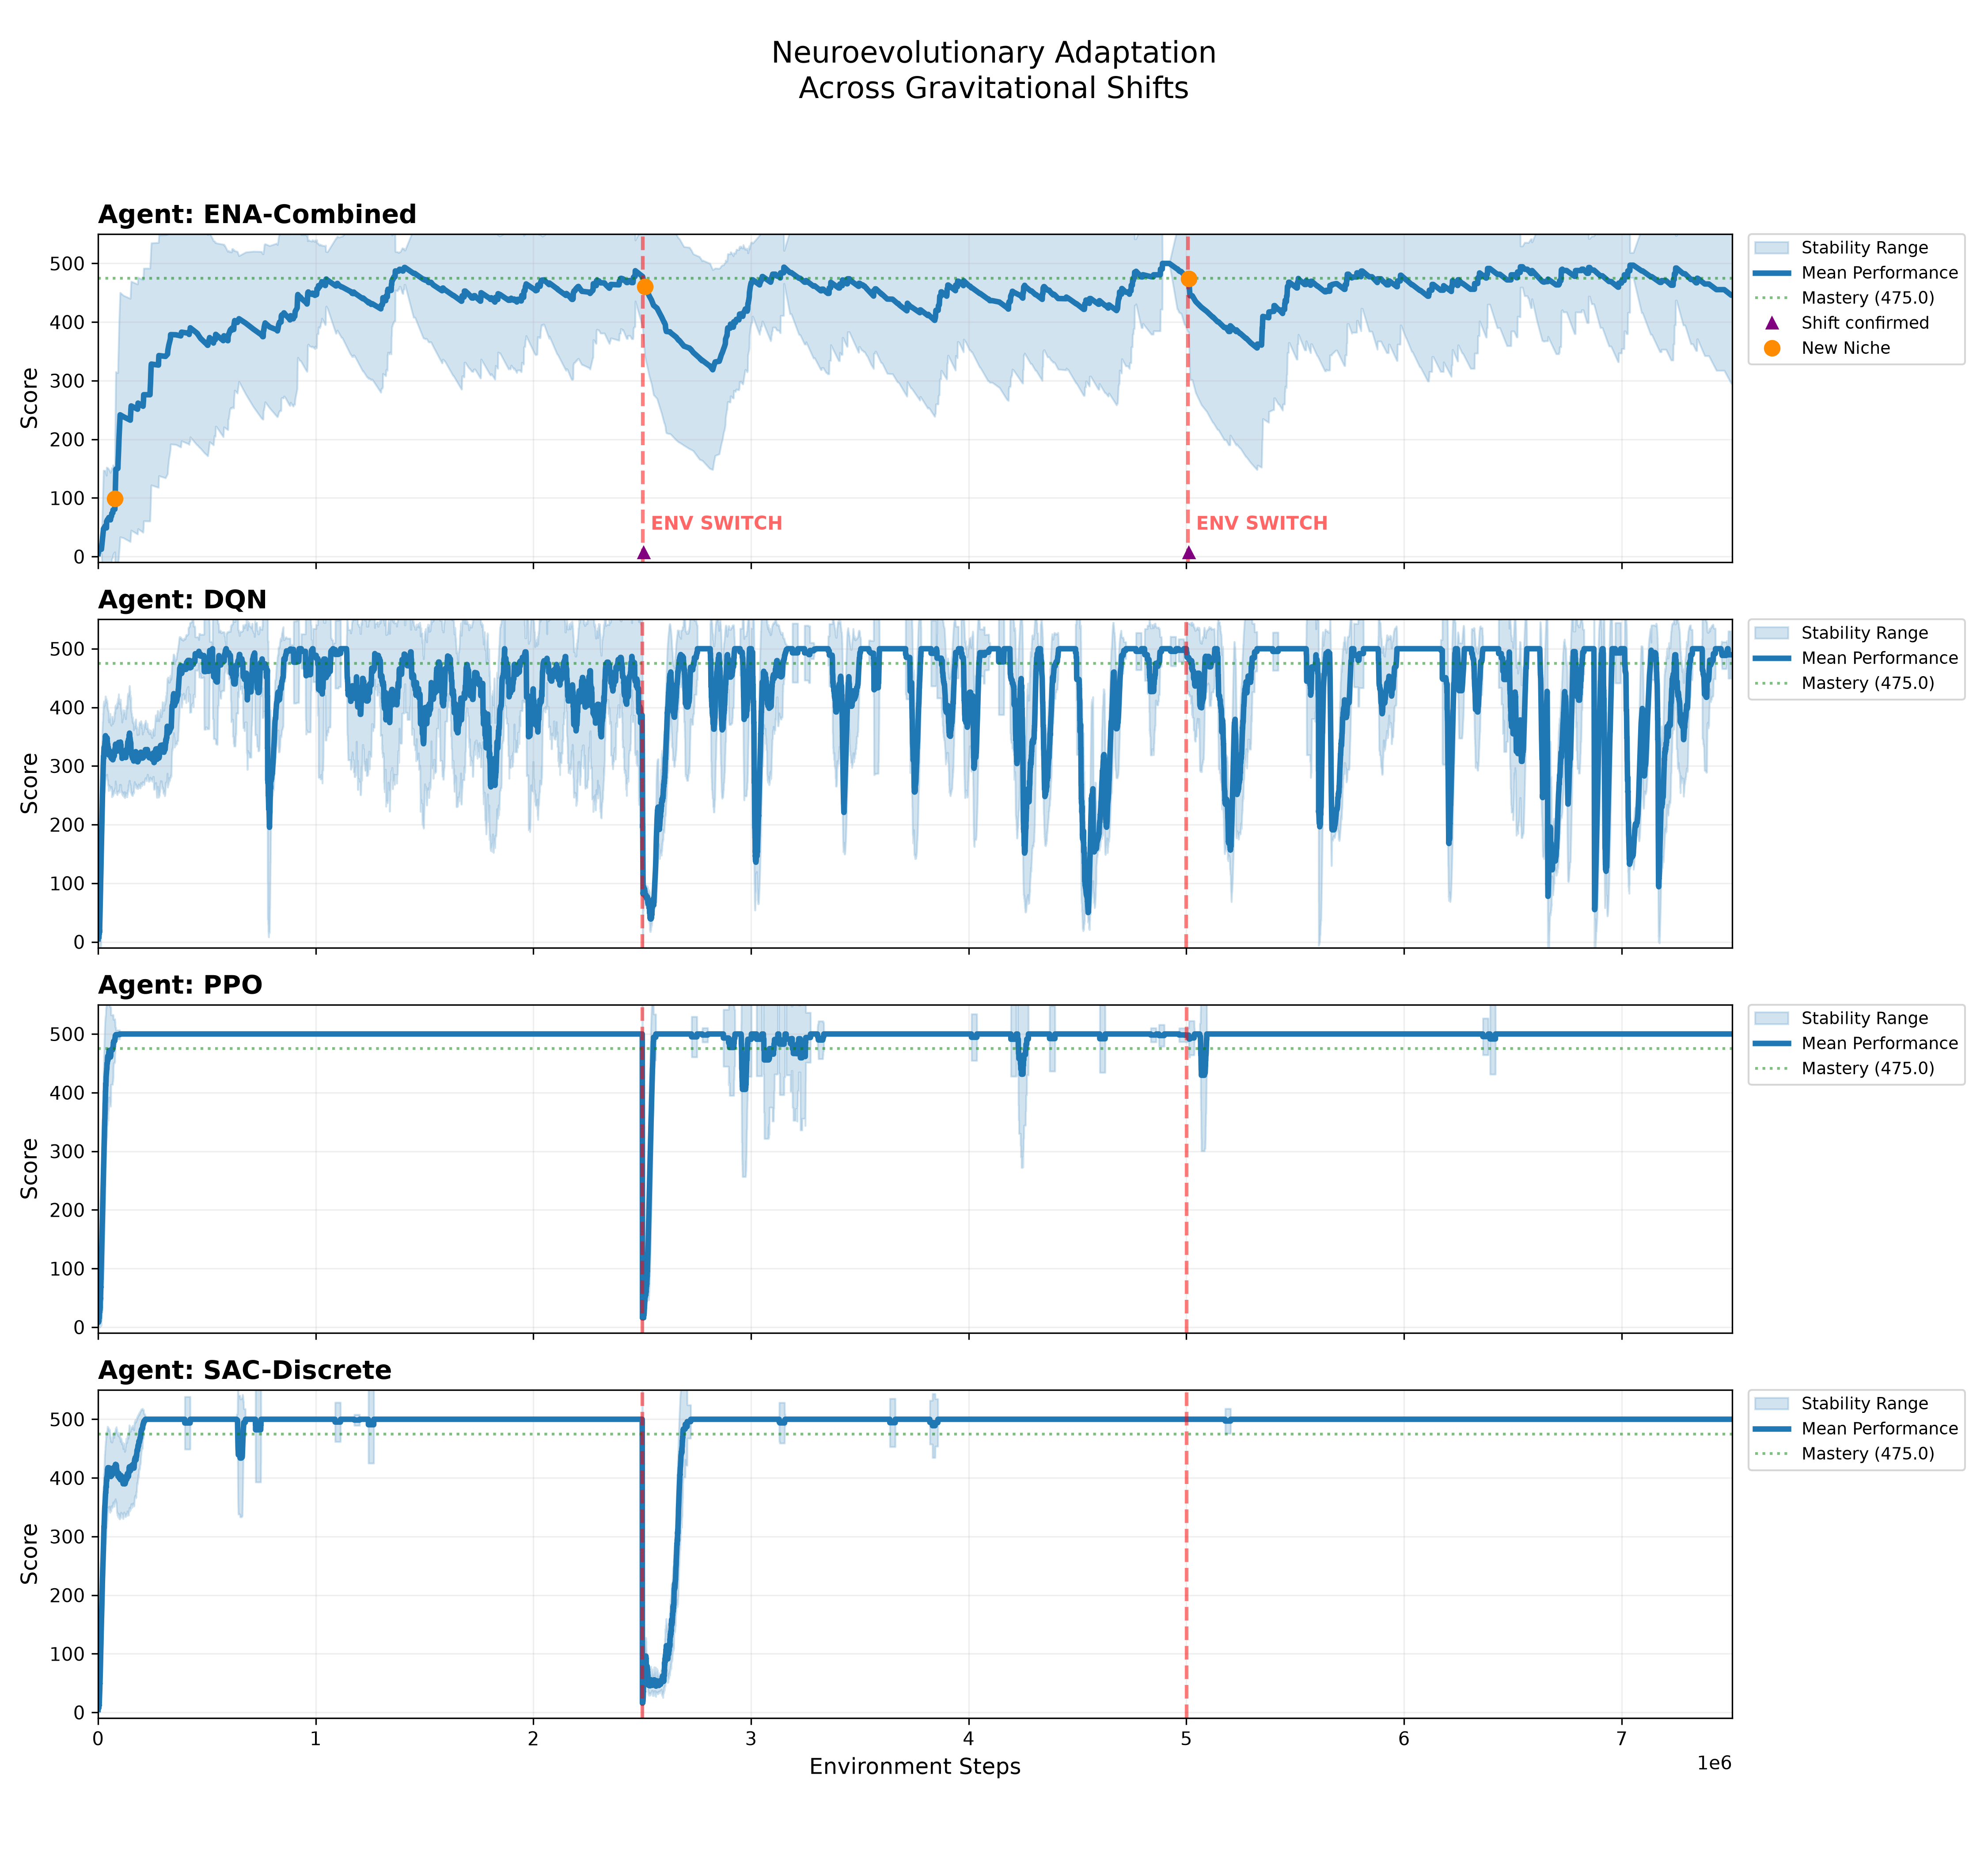 Neuroevolutionary Adaptation
Across Gravitational Shifts
Agent: ENA-Combined
500
400
300
200
100
0
Score
ENV SWITCH
ENV SWITCH
Stability Range
Mean Performance
Mastery (475.0)
Shift confirmed
New Niche
Agent: DQN
500
400
300
200
100
0
Score
Stability Range
Mean Performance
Mastery (475.0)
Agent: PPO
500
400
300
200
100
0
Score
Stability Range
Mean Performance
Mastery (475.0)
Agent: SAC-Discrete
500
400
300
200
100
0
Score
Stability Range
Mean Performance
Mastery (475.0)
0 1 2 3 4 5 6 7
Environment Steps
1e6